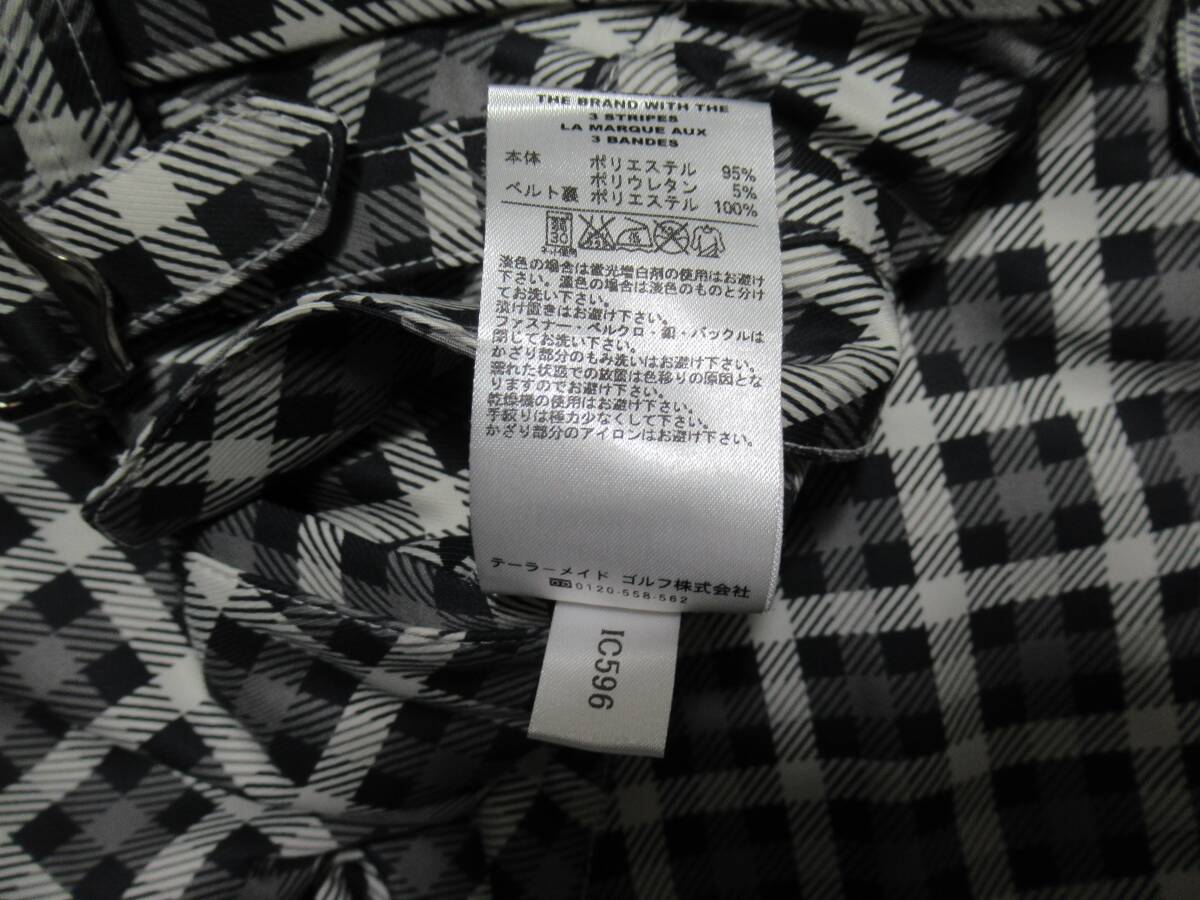 THE BRAND WITH THE
3 STRIPES
LA MARQUE AUX
3 BANDES
本体 ポリエステル 95%
ポリウレタン 5%
ベルト裏 ポリエステル 100%
淡色の場合は蛍光増白剤の使用はお避け
下さい。濃色の場合は淡色のものと分け
てお洗い下さい。
漬け置きはお避け下さい。
ファスナー・ベルクロ・釦・バックルは
閉じてお洗い下さい。
かざり部分のもみ洗いはお避け下さい。
濡れた状態での放置は色移りの原因とな
りますのでお避け下さい。
乾燥機の使用はお避け下さい。
手絞りは極力少なくして下さい。
かざり部分のアイロンはお避け下さい。
テーラーメイド ゴルフ株式会社
0120-558-562
IC596